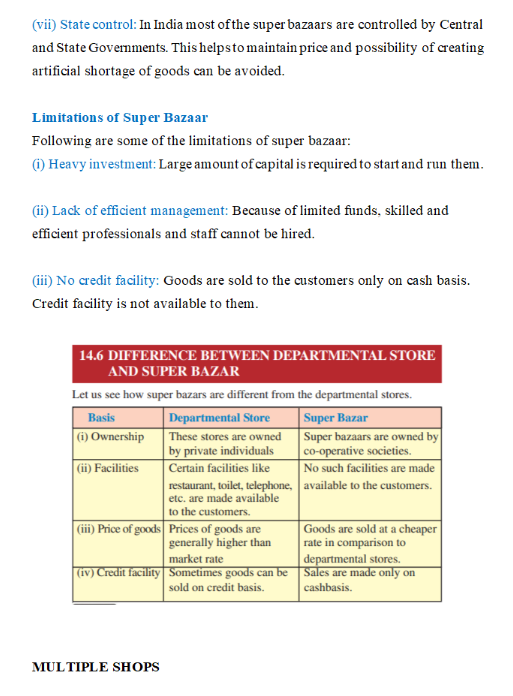 (vii) State control: In India most of the super bazaars are controlled by Central
and State Governments. This helps to maintain price and possibility of creating
artificial shortage of goods can be avoided.
Limitations of Super Bazaar
Following are some of the limitations of super bazaar:
(i) Heavy investment: Large amount of capital is required to start and run them.
(ii) Lack of efficient management: Because of limited funds, skilled and
efficient professionals and staff cannot be hired.
(iii) No credit facility: Goods are sold to the customers only on cash basis.
Credit facility is not available to them.
14.6 DIFFERENCE BETWEEN DEPARTMENTAL STORE
AND SUPER BAZAR
Let us see how super bazars are different from the departmental stores.
Basis Departmental Store Super Bazar
(i) Ownership These stores are owned Super bazaars are owned by
by private individuals co-operative societies.
(ii) Facilities Certain facilities like No such facilities are made
restaurant, toilet, telephone, available to the customers.
etc. are made available
to the customers.
(iii) Price of goods Prices of goods are Goods are sold at a cheaper
generally higher than rate in comparison to
market rate departmental stores.
(iv) Credit facility Sometimes goods can be Sales are made only on
sold on credit basis. cashbasis.
MULTIPLE SHOPS